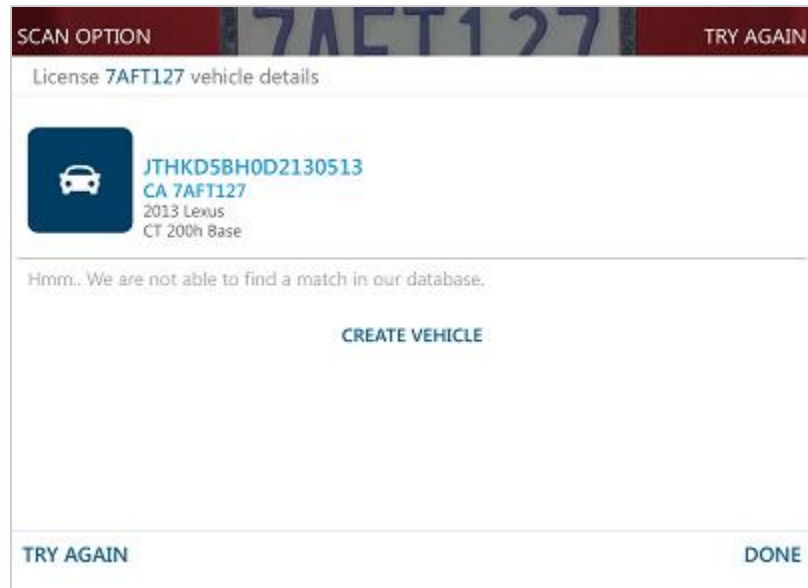 SCAN OPTION
7AFT127
TRY AGAIN
License 7AFT127 vehicle details
JTHKD5BH0D2130513
CA 7AFT127
2013 Lexus
CT 200h Base
Hmm.. We are not able to find a match in our database.
CREATE VEHICLE
TRY AGAIN
DONE